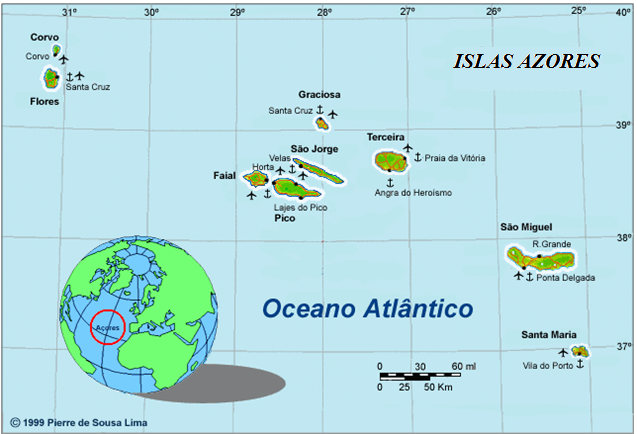 31º 30º 29º 28º 27º 26º 25º
40º
ISLAS AZORES
Corvo
Corvo
Santa Cruz
Flores
Graciosa
Santa Cruz
39º
Terceira
Praia da Vitória
Angra do Heroismo
São Jorge
Velas
Horta
Faial
Lajes do Pico
Pico
38º
São Miguel
R.Grande
Ponta Delgada
Açores
Oceano Atlântico
37º
Santa Maria
Vila do Porto
0 30 60 ml
0 25 50 Km
© 1999 Pierre de Sousa Lima